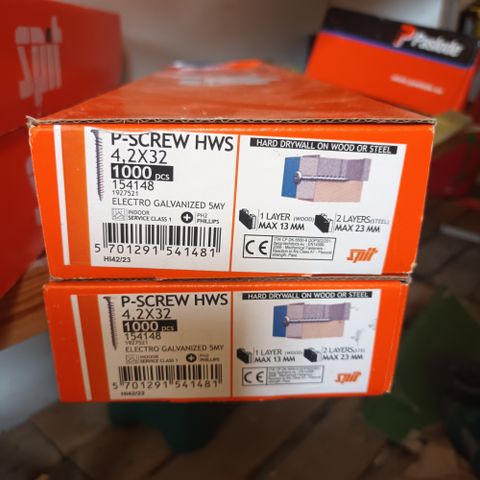 Spit
Paslode
P-SCREW HWS
4,2X32
1000 pcs
154148
1927521
ELECTRO GALVANIZED 5MY
INDOOR
SERVICE CLASS 1
PH2
PHILLIPS
5 701291 541481
HI42/23
HARD DRYWALL ON WOOD OR STEEL
1 LAYER (WOOD)
MAX 13 MM
2 LAYERS (STEEL)
MAX 23 MM
CE
Spit
P-SCREW HWS
4,2X32
1000 pcs
154148
1927521
ELECTRO GALVANIZED 5MY
INDOOR
SERVICE CLASS 1
PH2
PHILLIPS
5 701291 541481
HI42/23
HARD DRYWALL ON WOOD OR STEEL
1 LAYER (WOOD)
MAX 13 MM
2 LAYERS
MAX 23 MM
CE
Spit